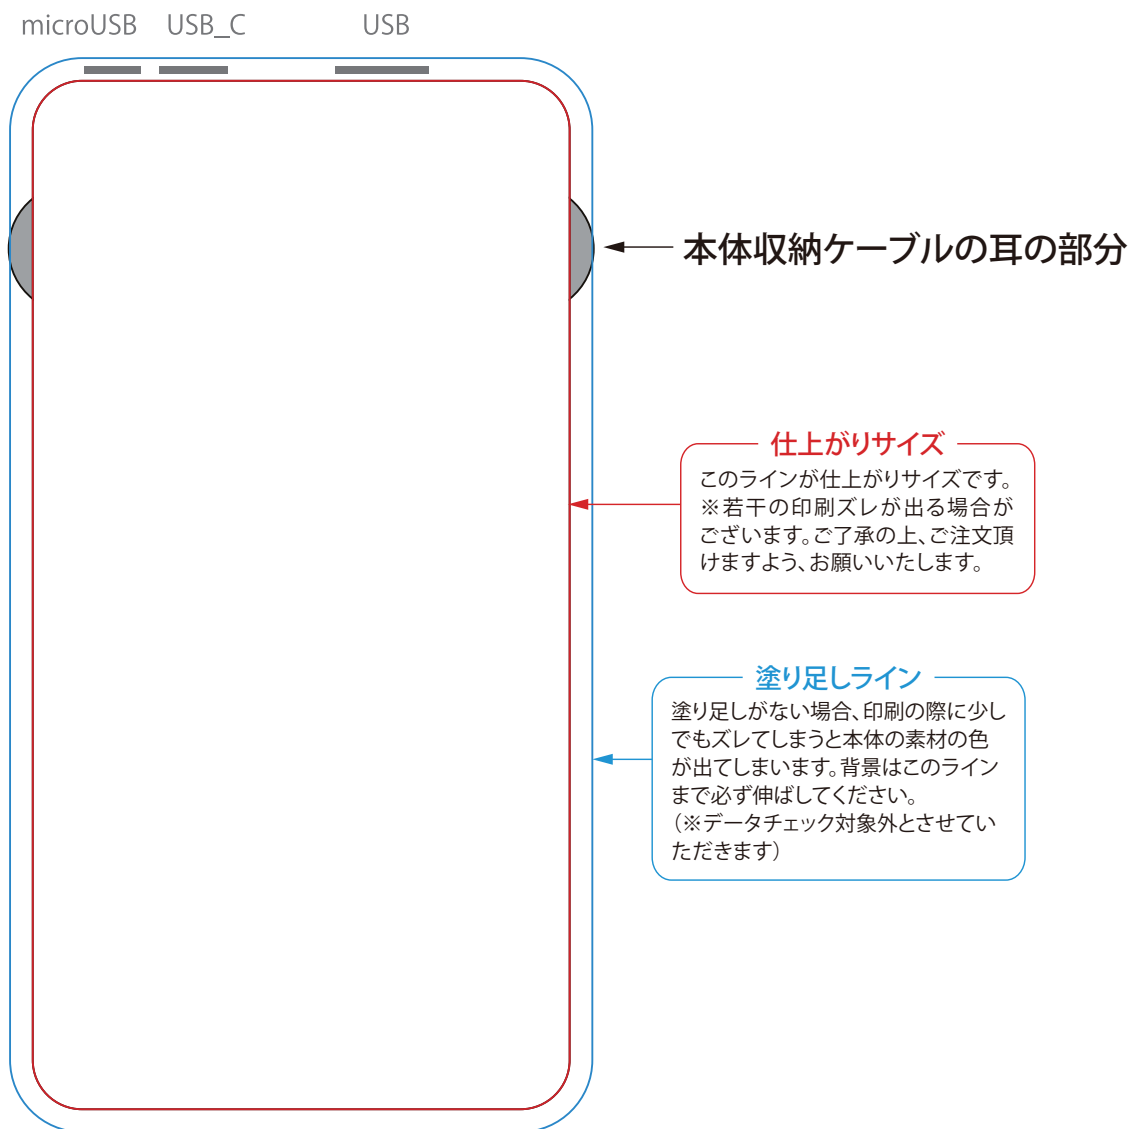 microUSB USB_C USB
本体収納ケーブルの耳の部分
仕上がりサイズ
このラインが仕上がりサイズです。
※若干の印刷ズレが出る場合が
ございます。ご了承の上、ご注文頂
けますよう、お願いいたします。
塗り足しライン
塗り足しがない場合、印刷の際に少し
でもズレてしまうと本体の素材の色
が出てしまいます。背景はこのライン
まで必ず伸ばしてください。
（※データチェック対象外とさせてい
ただきます）